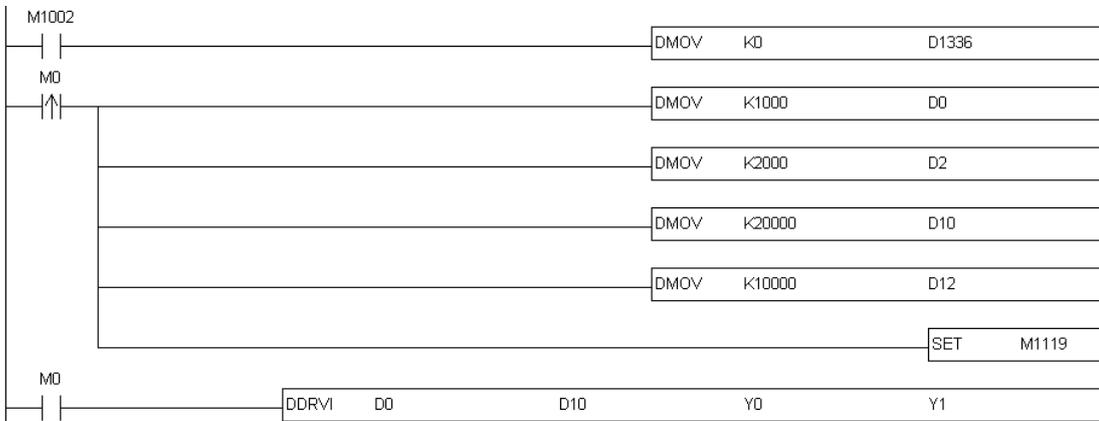 M1002
DMOV K0 D1336
M0
DMOV K1000 D0
DMOV K2000 D2
DMOV K20000 D10
DMOV K10000 D12
SET M1119
M0
DDRVI D0 D10 Y0 Y1